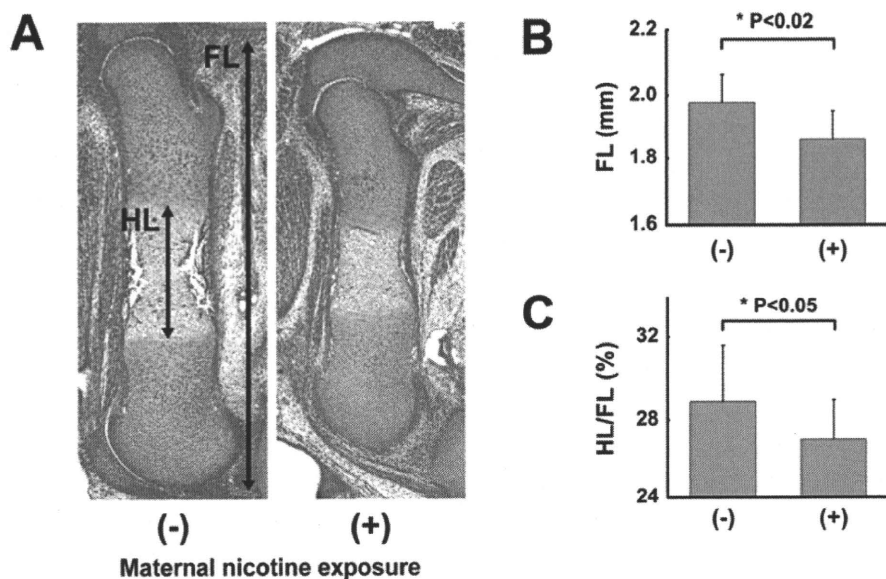 A
FL
HL
(-)
(+)
Maternal nicotine exposure
B
* P<0.02
FL (mm)
2.2
2.0
1.8
1.6
(-)
(+)
C
* P<0.05
HL/FL (%)
32
28
24
(-)
(+)